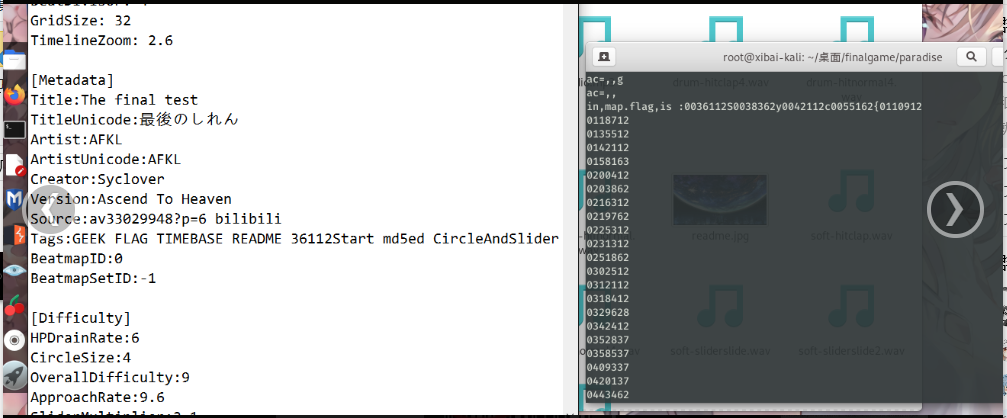 GridSize: 32
TimelineZoom: 2.6
[Metadata]
Title:The final test
TitleUnicode:最後のしれん
Artist:AFKL
ArtistUnicode:AFKL
Creator:Syclover
Version:Ascend To Heaven
Source:av33029948?p=6 bilibili
Tags:GEEK FLAG TIMEBASE README 36112Start md5ed CircleAndSlider
BeatmapID:0
BeatmapSetID:-1
[Difficulty]
HPDrainRate:6
CircleSize:4
OverallDifficulty:9
ApproachRate:9.6
root@xibai-kali: ~/桌面/finalgame/paradise
ac=,,g
ac=,,
in,map.flag,is :0036112S0038362y0042112c0055162{0110912
0118712
0135512
0142112
0158163
0200412
0203862
0216312
0219762
0225312
0231312
0251862
0302512
0312112
0318412
0329628
0342412
0352837
0358537
0409337
0420137
0443462
drum-hitclap4.wav
drum-hitnormal4.
wav
readme.jpg
soft-hitclap.wav
soft-sliderslide.wav
soft-sliderslide2.wav